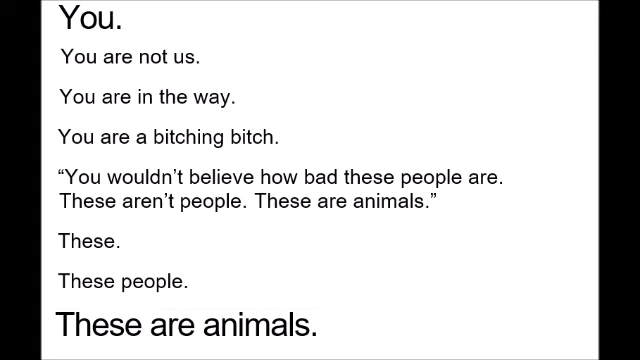 You.
You are not us.
You are in the way.
You are a bitching bitch.
“You wouldn’t believe how bad these people are.
These aren’t people. These are animals.”
These.
These people.
These are animals.